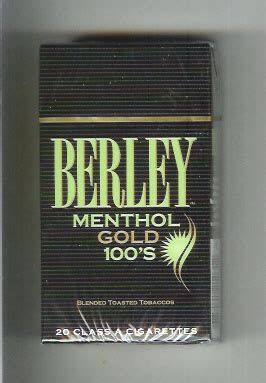 BERLEY
MENTHOL
GOLD
100'S
BLENDED TOASTED TOBACCOS
20 CLASS A CIGARETTES